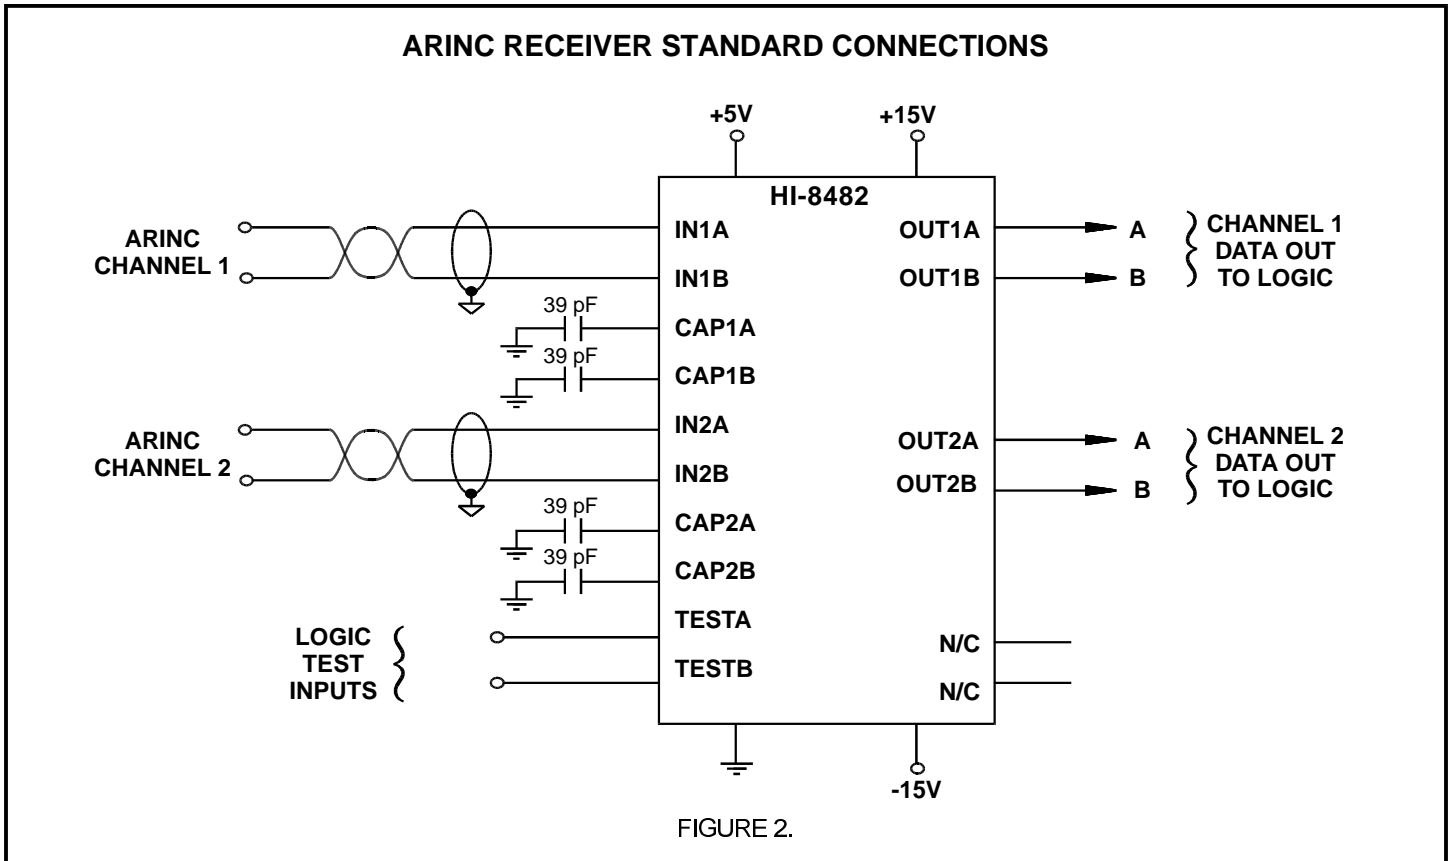 ARINC RECEIVER STANDARD CONNECTIONS
+5V
+15V
HI-8482
ARINC
CHANNEL 1
IN1A
IN1B
39 pF
CAP1A
39 pF
CAP1B
ARINC
CHANNEL 2
IN2A
IN2B
39 pF
CAP2A
39 pF
CAP2B
LOGIC
TEST
INPUTS
TESTA
TESTB
OUT1A
A
OUT1B
B
CHANNEL 1
DATA OUT
TO LOGIC
OUT2A
A
OUT2B
B
CHANNEL 2
DATA OUT
TO LOGIC
N/C
N/C
-15V
FIGURE 2.